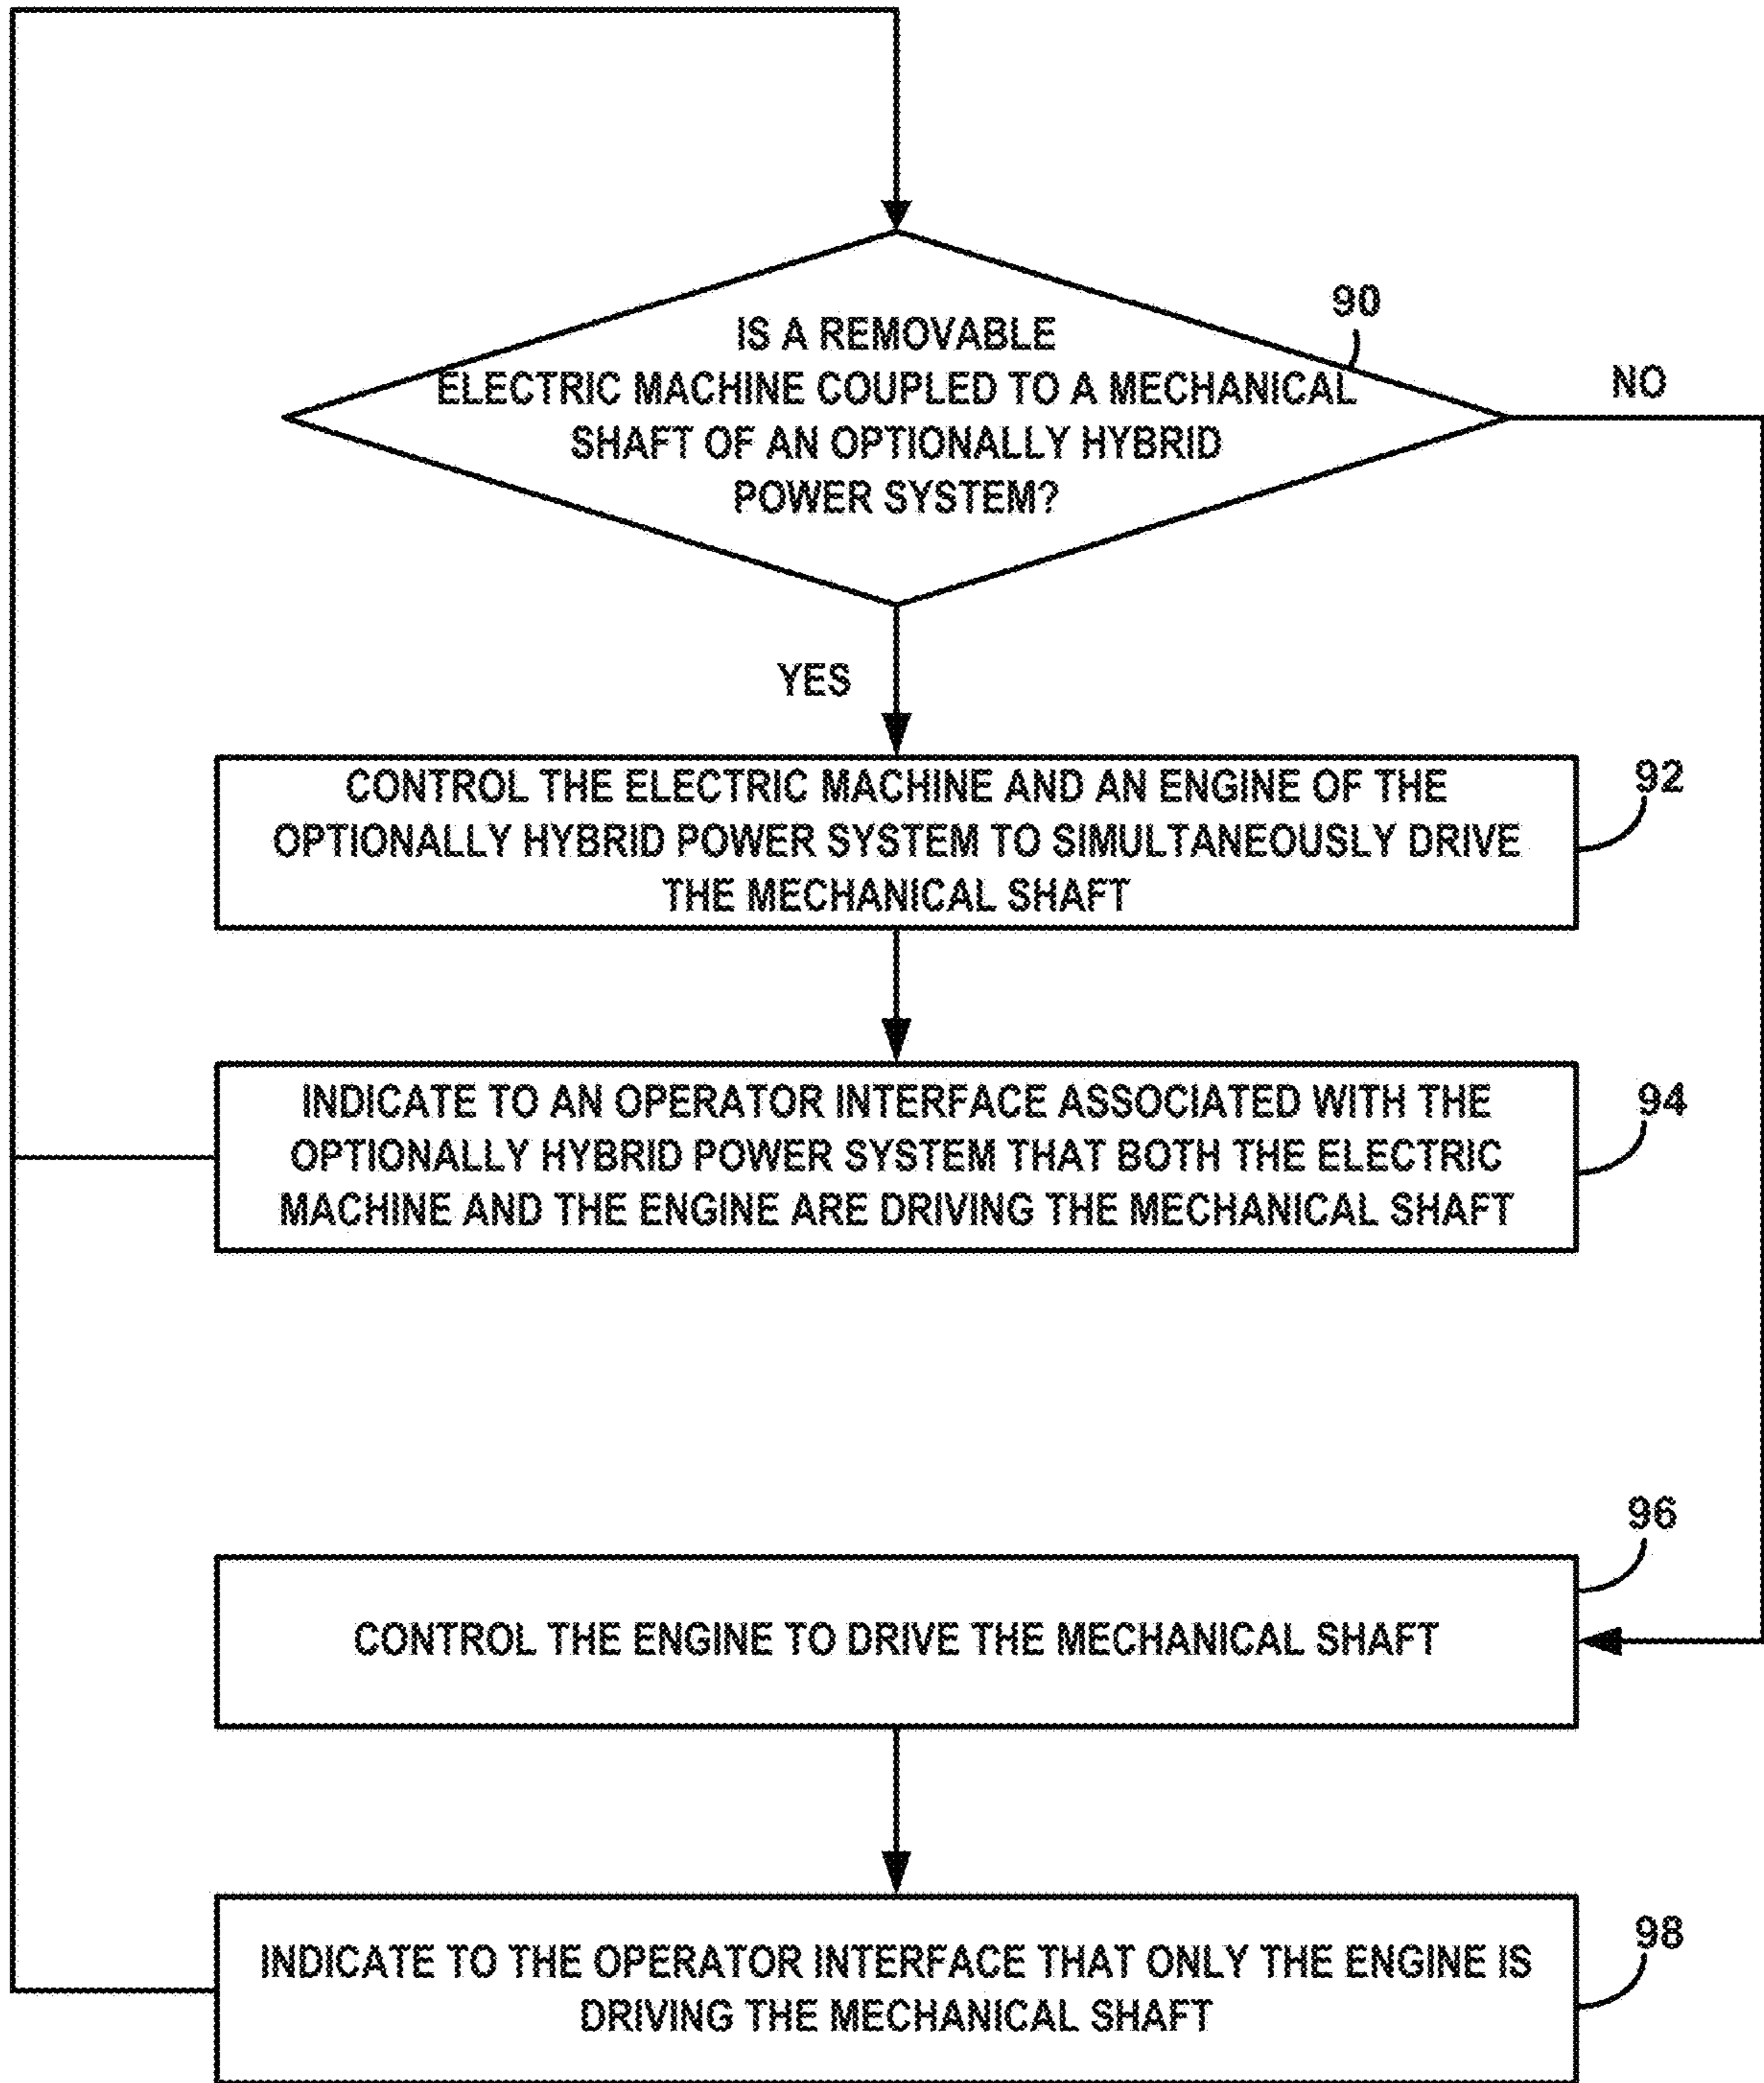 90
IS A REMOVABLE
ELECTRIC MACHINE COUPLED TO A MECHANICAL
SHAFT OF AN OPTIONALLY HYBRID
POWER SYSTEM?
NO
YES
92
CONTROL THE ELECTRIC MACHINE AND AN ENGINE OF THE
OPTIONALLY HYBRID POWER SYSTEM TO SIMULTANEOUSLY DRIVE
THE MECHANICAL SHAFT
94
INDICATE TO AN OPERATOR INTERFACE ASSOCIATED WITH THE
OPTIONALLY HYBRID POWER SYSTEM THAT BOTH THE ELECTRIC
MACHINE AND THE ENGINE ARE DRIVING THE MECHANICAL SHAFT
96
CONTROL THE ENGINE TO DRIVE THE MECHANICAL SHAFT
98
INDICATE TO THE OPERATOR INTERFACE THAT ONLY THE ENGINE IS
DRIVING THE MECHANICAL SHAFT